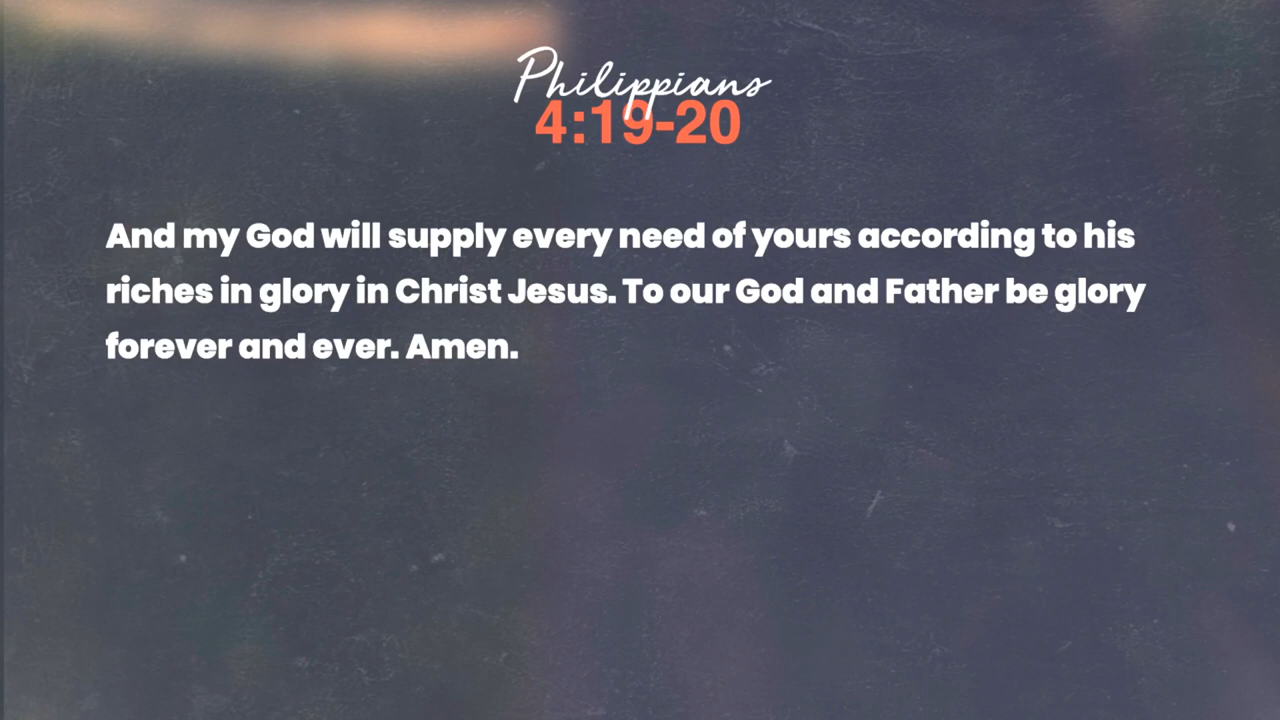 Philippians
4:19-20
And my God will supply every need of yours according to his
riches in glory in Christ Jesus. To our God and Father be glory
forever and ever. Amen.